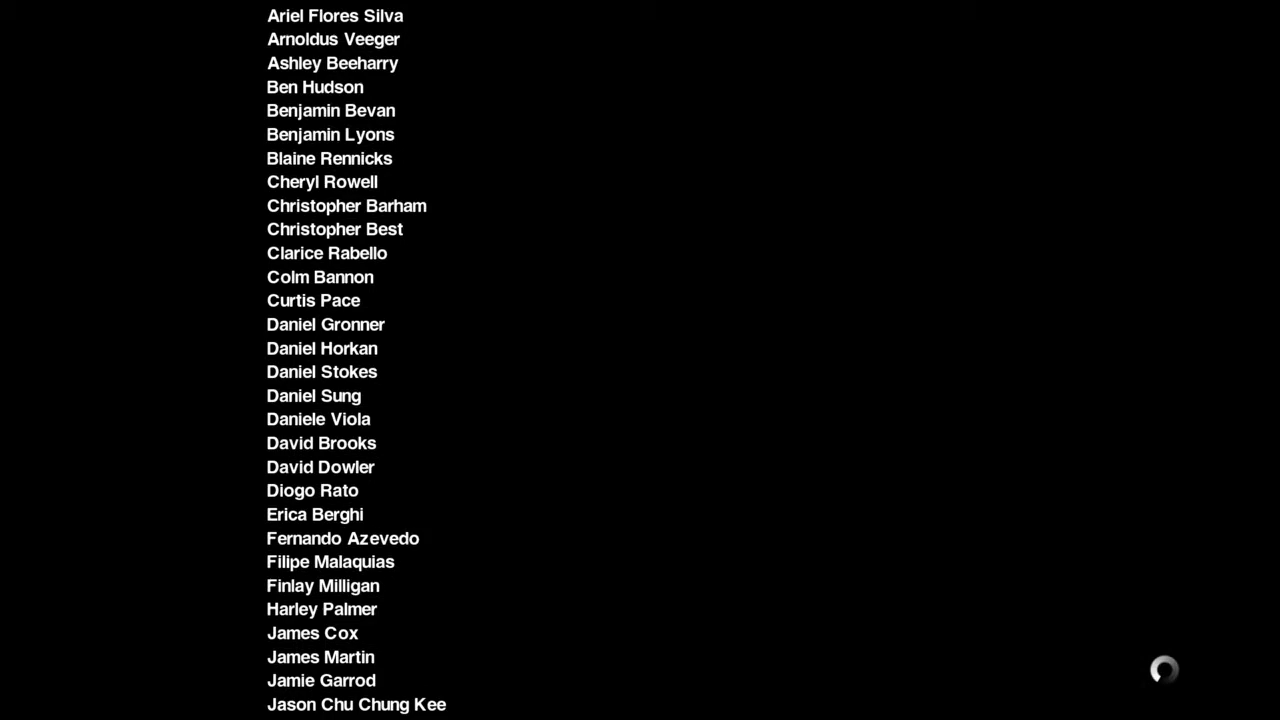 Ariel Flores Silva
Arnoldus Veeger
Ashley Beeharry
Ben Hudson
Benjamin Bevan
Benjamin Lyons
Blaine Rennicks
Cheryl Rowell
Christopher Barham
Christopher Best
Clarice Rabello
Colm Bannon
Curtis Pace
Daniel Gronner
Daniel Horkan
Daniel Stokes
Daniel Sung
Daniele Viola
David Brooks
David Dowler
Diogo Rato
Erica Berghi
Fernando Azevedo
Filipe Malaquias
Finlay Milligan
Harley Palmer
James Cox
James Martin
Jamie Garrod
Jason Chu Chung Kee